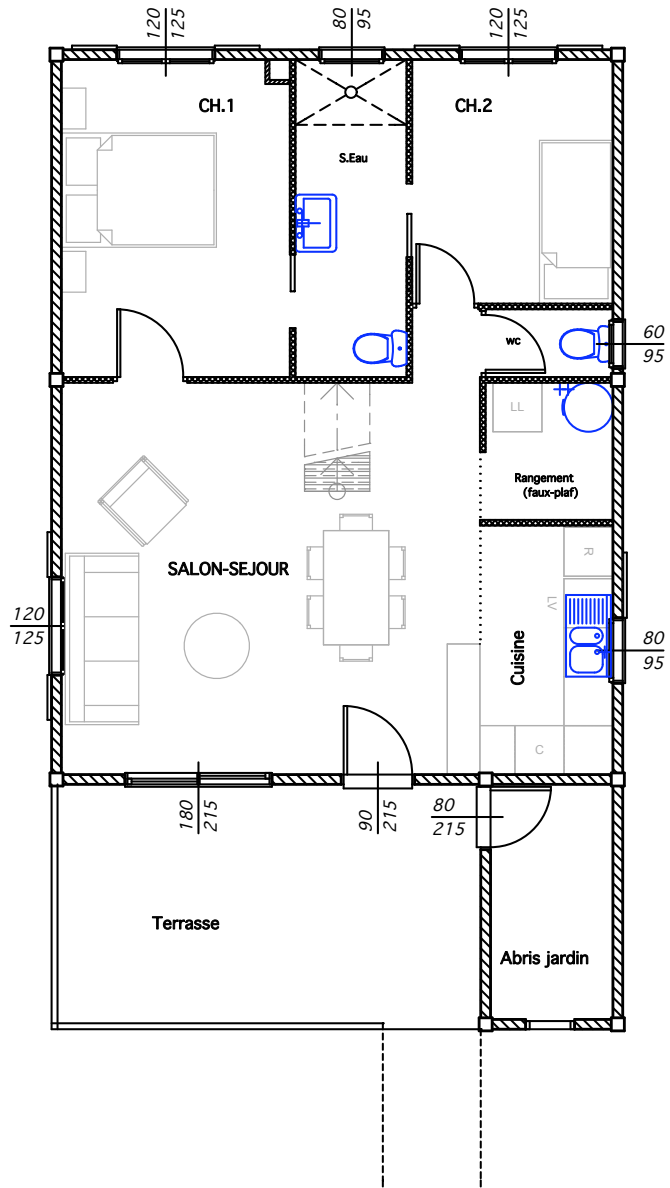 120
125
80
95
120
125
CH.1
CH.2
S.Eau
wc
60
95
LL
Rangement
(faux-plaf)
SALON-SEJOUR
R
LV
120
125
Cuisine
80
95
C
180
215
90
215
80
215
Terrasse
Abris jardin